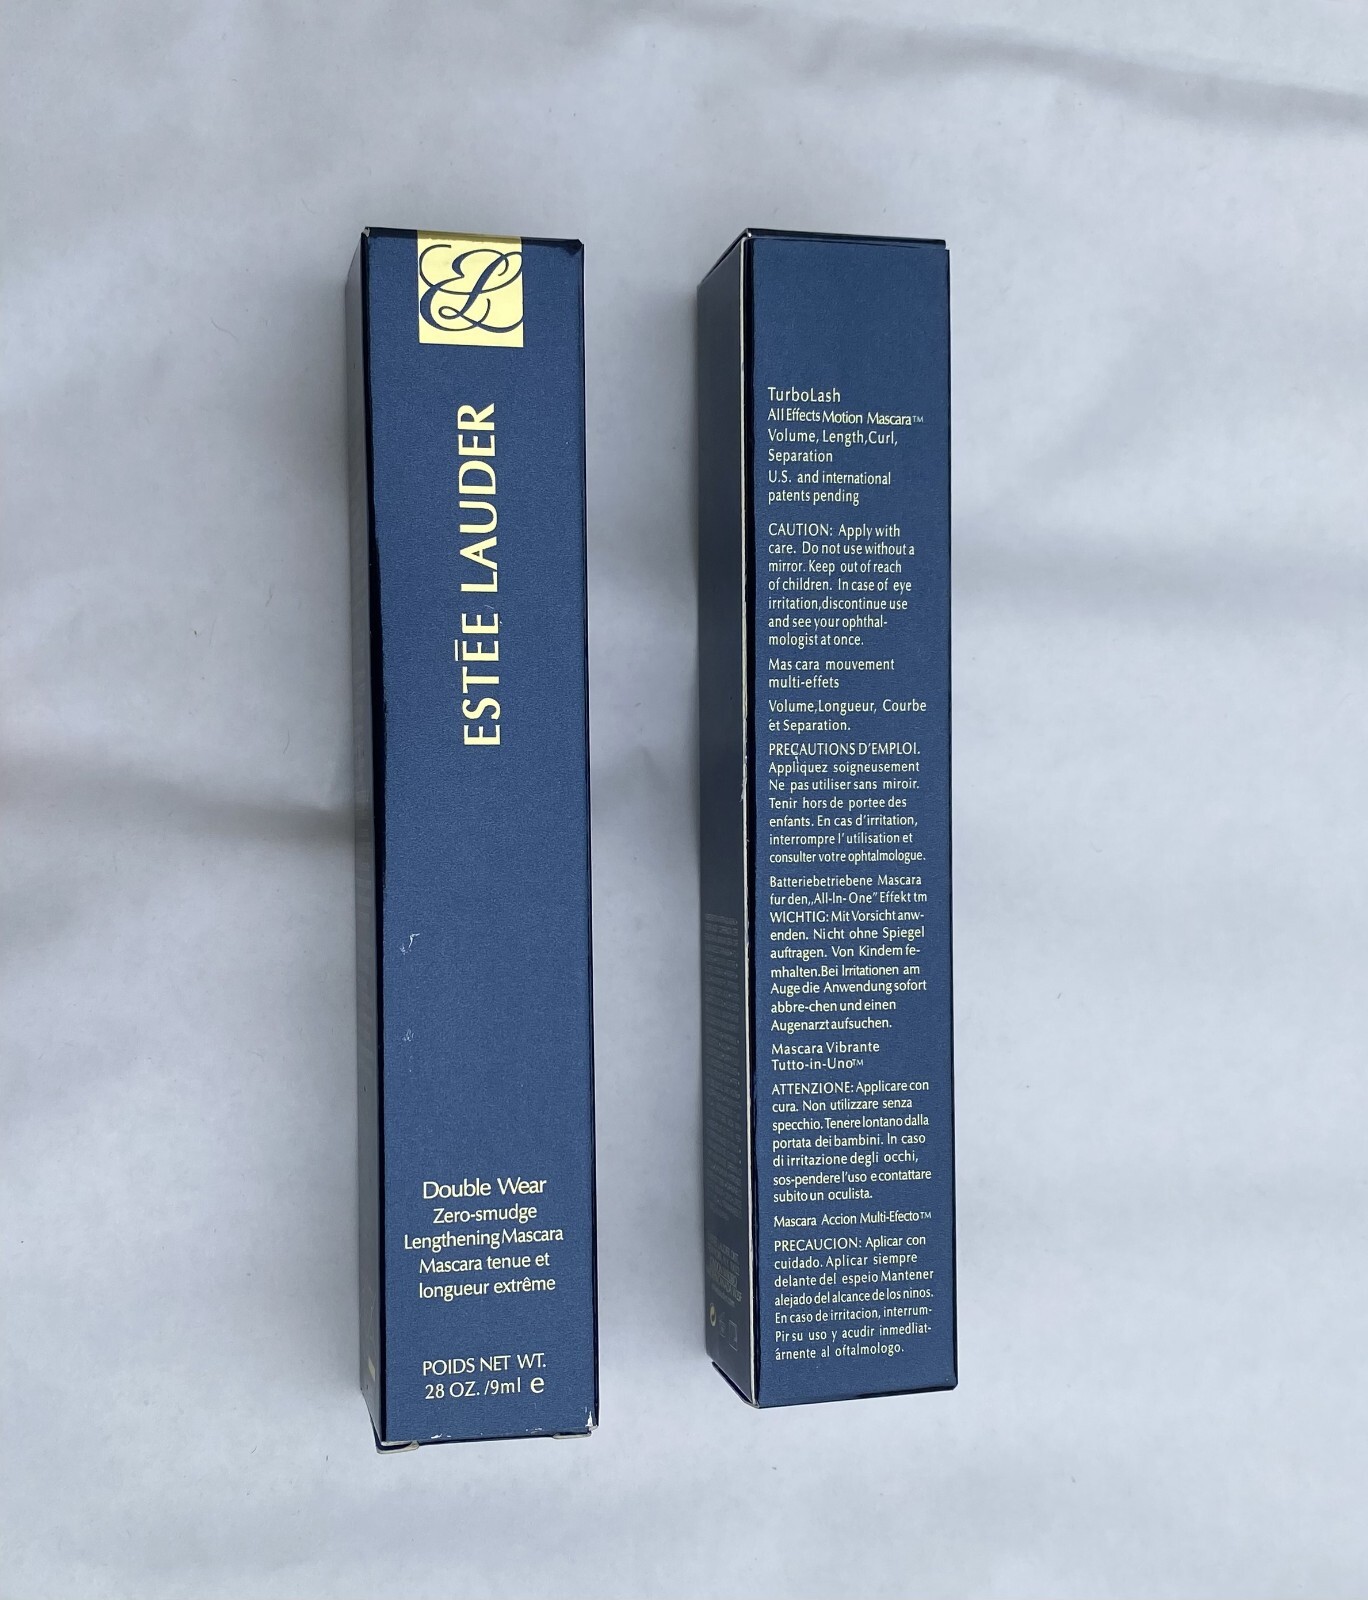 EL
ESTĒE LAUDER
Double Wear
Zero-smudge
Lengthening Mascara
Mascara tenue et
longueur extrême
POIDS NET WT.
28 OZ. /9ml e
TurboLash
All Effects Motion Mascara™
Volume, Length,Curl,
Separation
U.S. and international
patents pending
CAUTION: Apply with
care. Do not use without a
mirror. Keep out of reach
of children. In case of eye
irritation,discontinue use
and see your ophthal-
mologist at once.
Mas cara mouvement
multi-effets
Volume,Longueur, Courbe
et Separation.
PRECAUTIONS D'EMPLOI.
Appliquez soigneusement
Ne pas utiliser sans miroir.
Tenir hors de portee des
enfants. En cas d'irritation,
interrompre l' utilisation et
consulter votre ophtalmologue.
Batteriebetriebene Mascara
fur den,,All-In- One" Effekt tm
WICHTIG: Mit Vorsicht anw-
enden. Nicht ohne Spiegel
auftragen. Von Kindem fe-
mhalten.Bei Irritationen am
Auge die Anwendung sofort
abbre-chen und einen
Augenarzt aufsuchen.
Mascara Vibrante
Tutto-in-Uno™
ATTENZIONE: Applicare con
cura. Non utilizzare senza
specchio. Tenere lontano dalla
portata dei bambini. In caso
di irritazione degli occhi,
sos-pendere l'uso e contattare
subito un oculista.
Mascara Accion Multi-Efecto™
PRECAUCION: Aplicar con
cuidado. Aplicar siempre
delante del espeio Mantener
alejado del alcance de los ninos.
En caso de irritacion, interrum-
Pir su uso y acudir inmedliat-
árnente al oftalmologo.